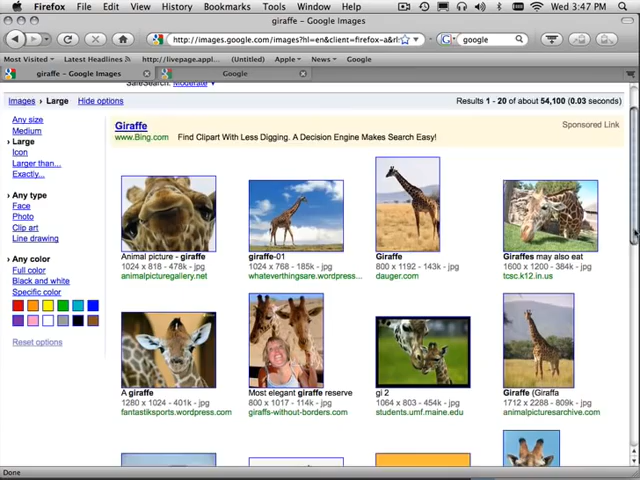 Firefox File Edit View History Bookmarks Tools Window Help Wed 3:47 PM
giraffe - Google Images
http://images.google.com/images?hl=en&client=firefox-a&rl google
Most Visited Latest Headlines http://livepage.appl... (Untitled) Apple News Google
giraffe - Google Images Google
SafeSearch: Moderate
Images › Large Hide options Results 1 - 20 of about 54,100 (0.03 seconds)
Any size
Medium
Large
Icon
Larger than...
Exactly...
Any type
Face
Photo
Clip art
Line drawing
Any color
Full color
Black and white
Specific color
Reset options
Giraffe Sponsored Link
www.Bing.com Find Clipart With Less Digging. A Decision Engine Makes Search Easy!
Animal picture - giraffe
1024 x 818 - 478k - jpg
animalpicturegallery.net
giraffe-01
1024 x 768 - 185k - jpg
whateverthingsare.wordpress...
Giraffe
800 x 1192 - 143k - jpg
dauger.com
Giraffes may also eat
1600 x 1200 - 384k - jpg
tcsc.k12.in.us
A giraffe
1280 x 1024 - 401k - jpg
fantastiksports.wordpress.com
Most elegant giraffe reserve
800 x 1017 - 114k - jpg
giraffs-without-borders.com
gi 2
1064 x 803 - 454k - jpg
students.umf.maine.edu
Giraffe (Giraffa
1712 x 2288 - 809k - jpg
animalpicturesarchive.com
Done